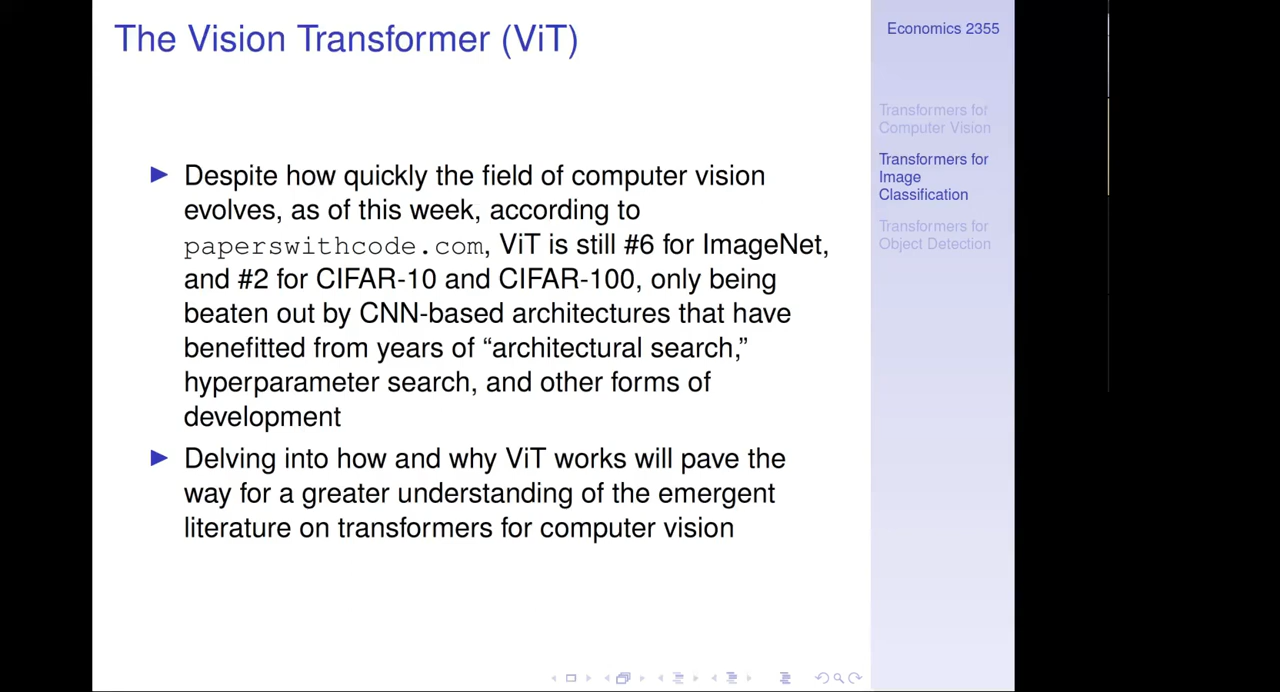 The Vision Transformer (ViT)
Despite how quickly the field of computer vision
evolves, as of this week, according to
paperswithcode.com, ViT is still #6 for ImageNet,
and #2 for CIFAR-10 and CIFAR-100, only being
beaten out by CNN-based architectures that have
benefitted from years of “architectural search,”
hyperparameter search, and other forms of
development
Delving into how and why ViT works will pave the
way for a greater understanding of the emergent
literature on transformers for computer vision
Economics 2355
Transformers for
Computer Vision
Transformers for
Image
Classification
Transformers for
Object Detection